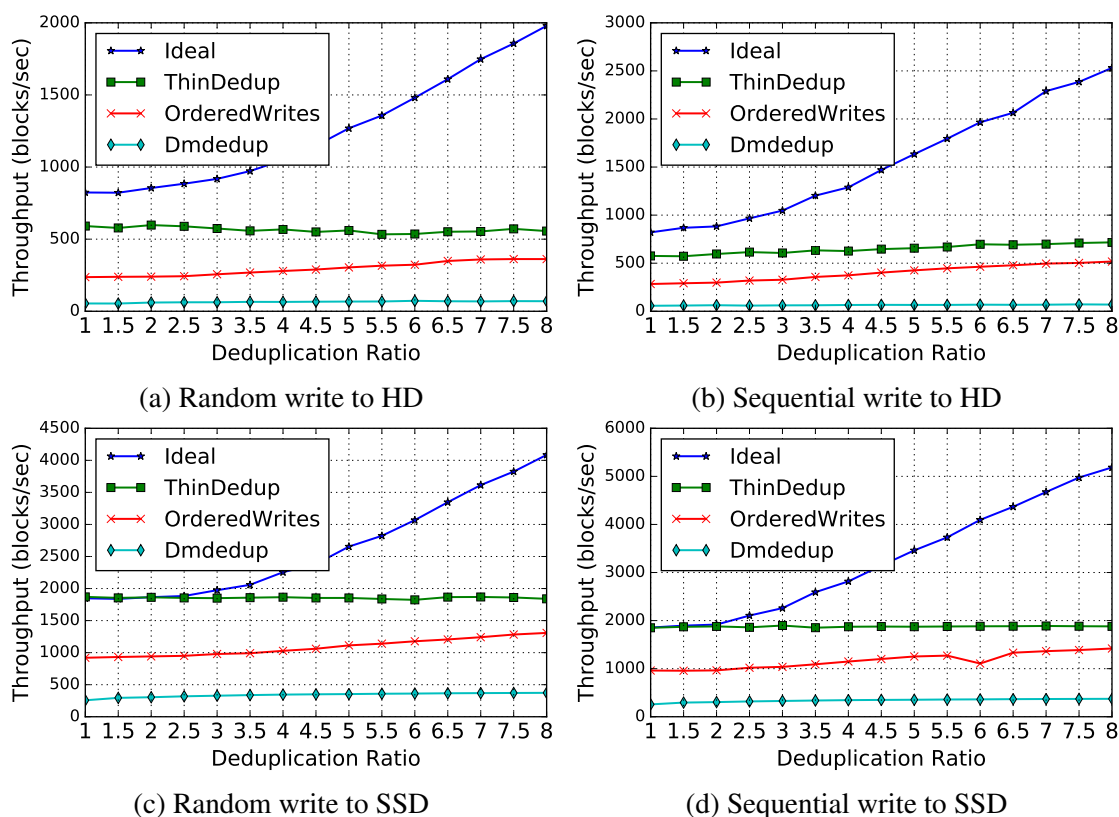 2000
1500
1000
500
0
Throughput (blocks/sec)
Ideal
ThinDedup
OrderedWrites
Dmdedup
1 1.5 2 2.5 3 3.5 4 4.5 5 5.5 6 6.5 7 7.5 8
Deduplication Ratio
(a) Random write to HD
3000
2500
2000
1500
1000
500
0
Throughput (blocks/sec)
Ideal
ThinDedup
OrderedWrites
Dmdedup
1 1.5 2 2.5 3 3.5 4 4.5 5 5.5 6 6.5 7 7.5 8
Deduplication Ratio
(b) Sequential write to HD
4500
4000
3500
3000
2500
2000
1500
1000
500
0
Throughput (blocks/sec)
Ideal
ThinDedup
OrderedWrites
Dmdedup
1 1.5 2 2.5 3 3.5 4 4.5 5 5.5 6 6.5 7 7.5 8
Deduplication Ratio
(c) Random write to SSD
6000
5000
4000
3000
2000
1000
0
Throughput (blocks/sec)
Ideal
ThinDedup
OrderedWrites
Dmdedup
1 1.5 2 2.5 3 3.5 4 4.5 5 5.5 6 6.5 7 7.5 8
Deduplication Ratio
(d) Sequential write to SSD